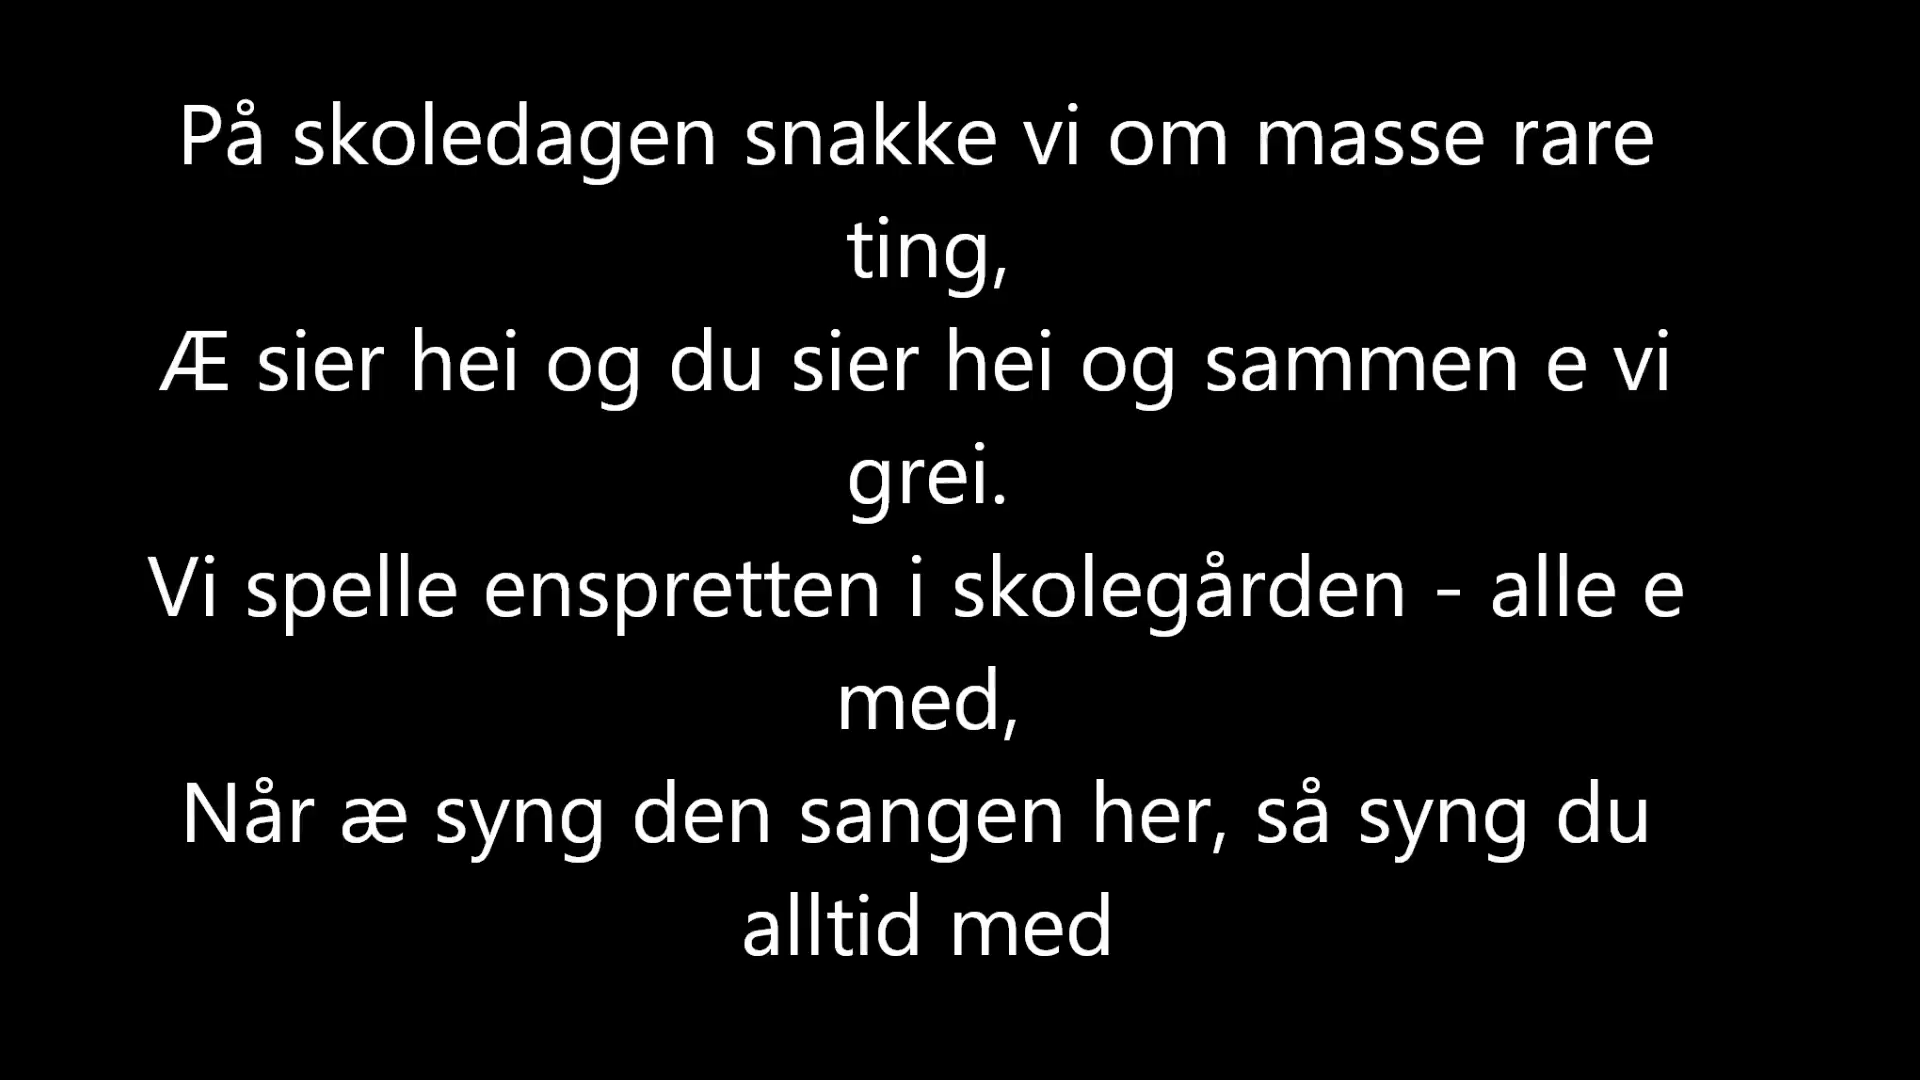 På skoledagen snakke vi om masse rare
ting,
Æ sier hei og du sier hei og sammen e vi
grei.
Vi spelle enspretten i skolegården - alle e
med,
Når æ syng den sangen her, så syng du
alltid med